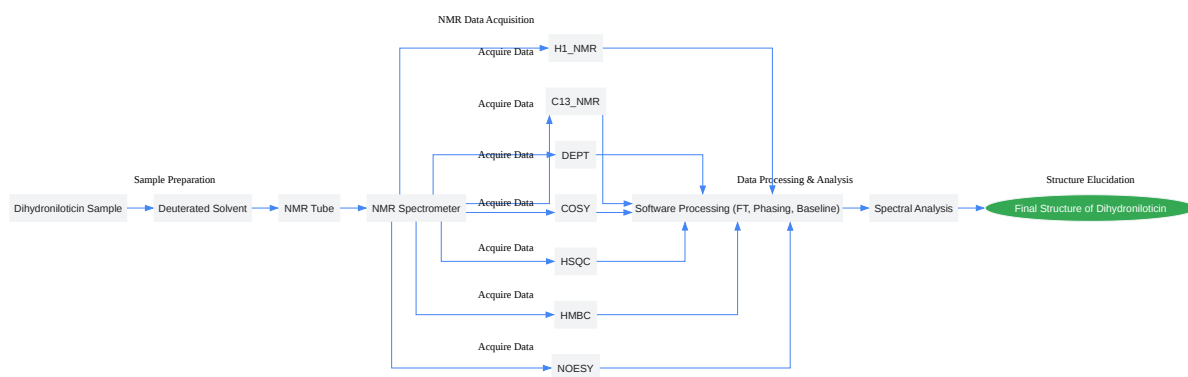 NMR Data Acquisition
Acquire Data
H1_NMR
Acquire Data
C13_NMR
Acquire Data
DEPT
Sample Preparation
Data Processing & Analysis
Structure Elucidation
Dihydroniloticin Sample
Deuterated Solvent
NMR Tube
NMR Spectrometer
Acquire Data
COSY
Software Processing (FT, Phasing, Baseline)
Spectral Analysis
Final Structure of Dihydroniloticin
Acquire Data
HSQC
Acquire Data
HMBC
Acquire Data
NOESY